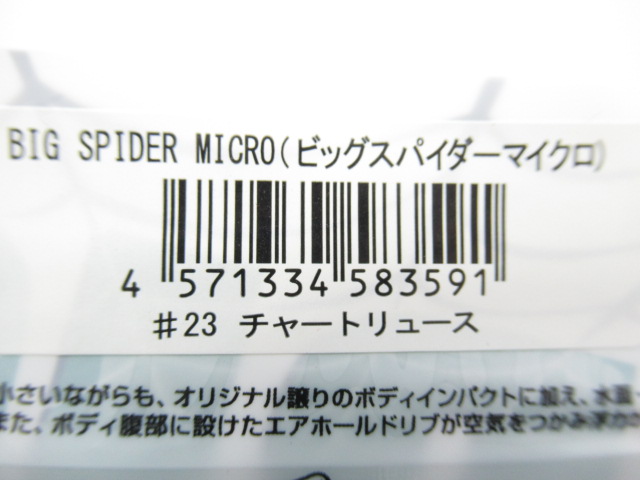 BIG SPIDER MICRO(ビッグスパイダーマイクロ)
4 571334 583591
#23 チャートリュース
小さいながらも、オリジナル譲りのボディインパクトに加え、水面
また、ボディ腹部に設けたエアホールドリブが空気をつかみ